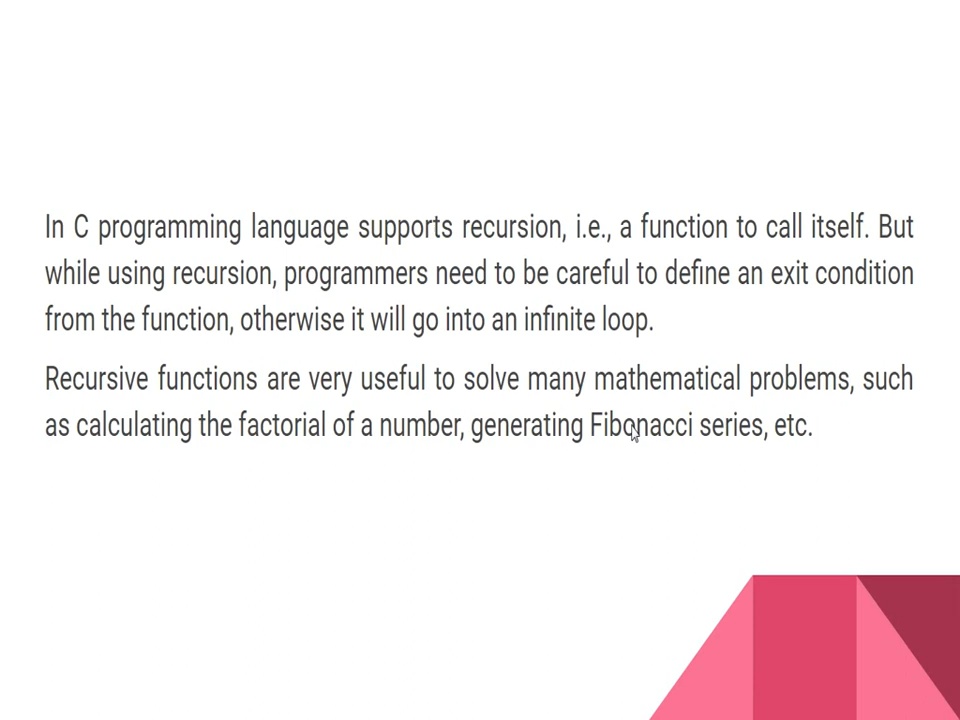 In C programming language supports recursion, i.e., a function to call itself. But
while using recursion, programmers need to be careful to define an exit condition
from the function, otherwise it will go into an infinite loop.
Recursive functions are very useful to solve many mathematical problems, such
as calculating the factorial of a number, generating Fibonacci series, etc.